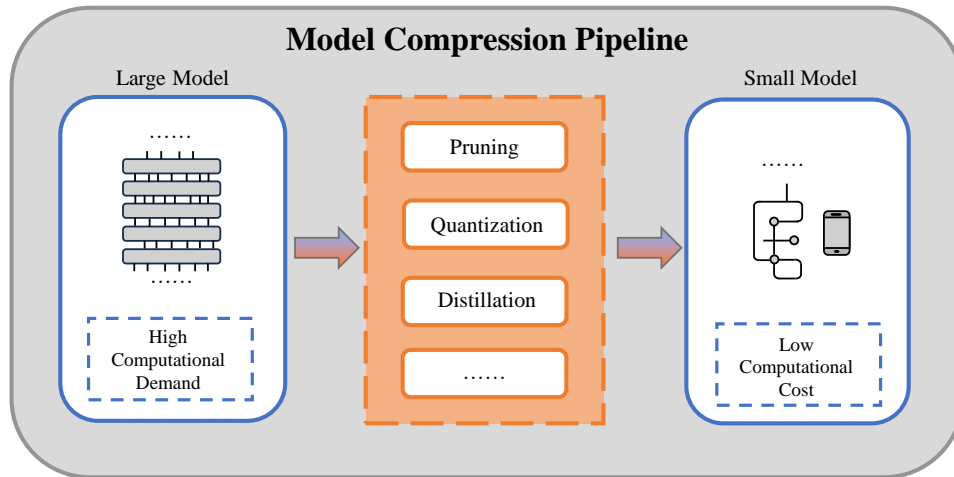 Model Compression Pipeline
Large Model
......
......
High
Computational
Demand
Pruning
Quantization
Distillation
......
Small Model
......
Low
Computational
Cost